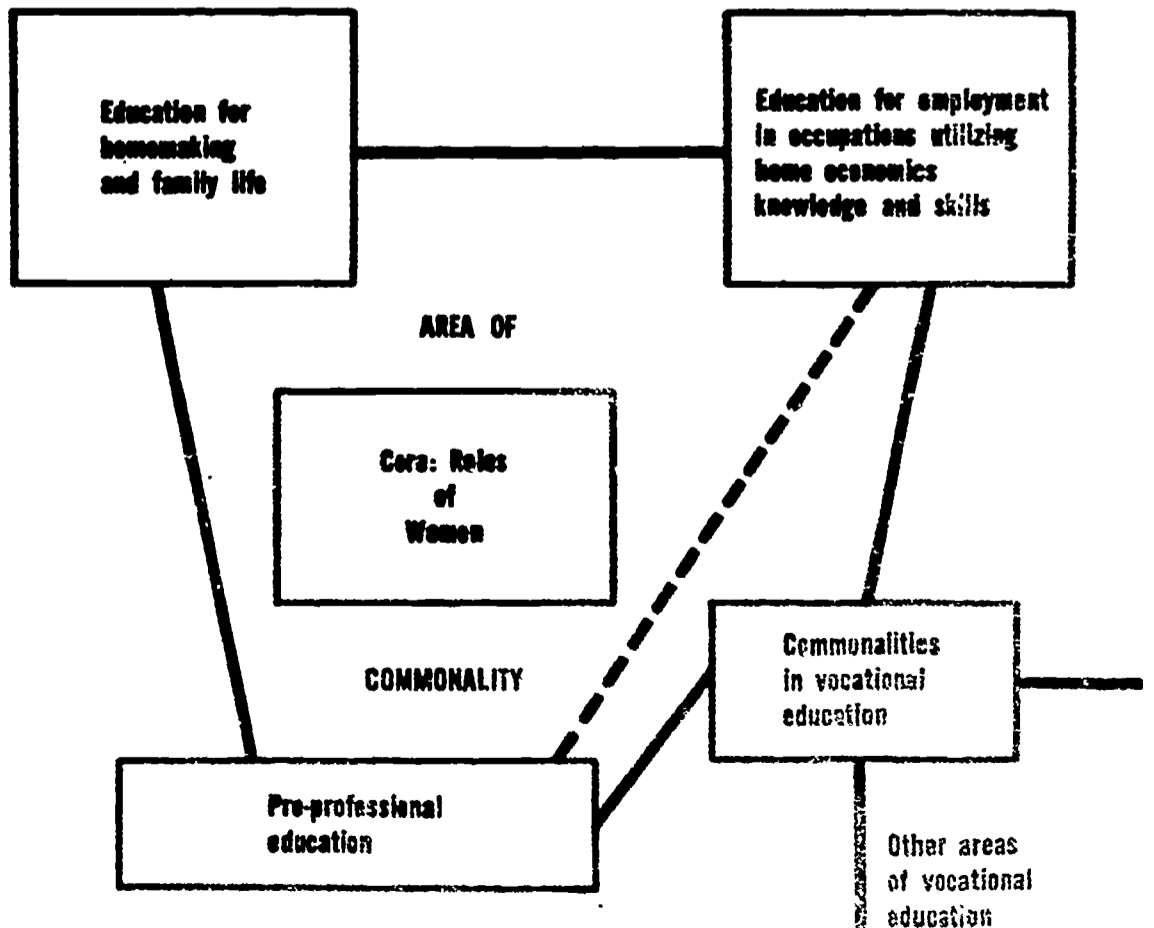 Education for
homemaking
and family life
Education for employment
in occupations utilizing
home economics
knowledge and skills
AREA OF
Core: Roles
of
Women
COMMONALITY
Commonalities
in vocational
education
Pre-professional
education
Other areas
of vocational
education